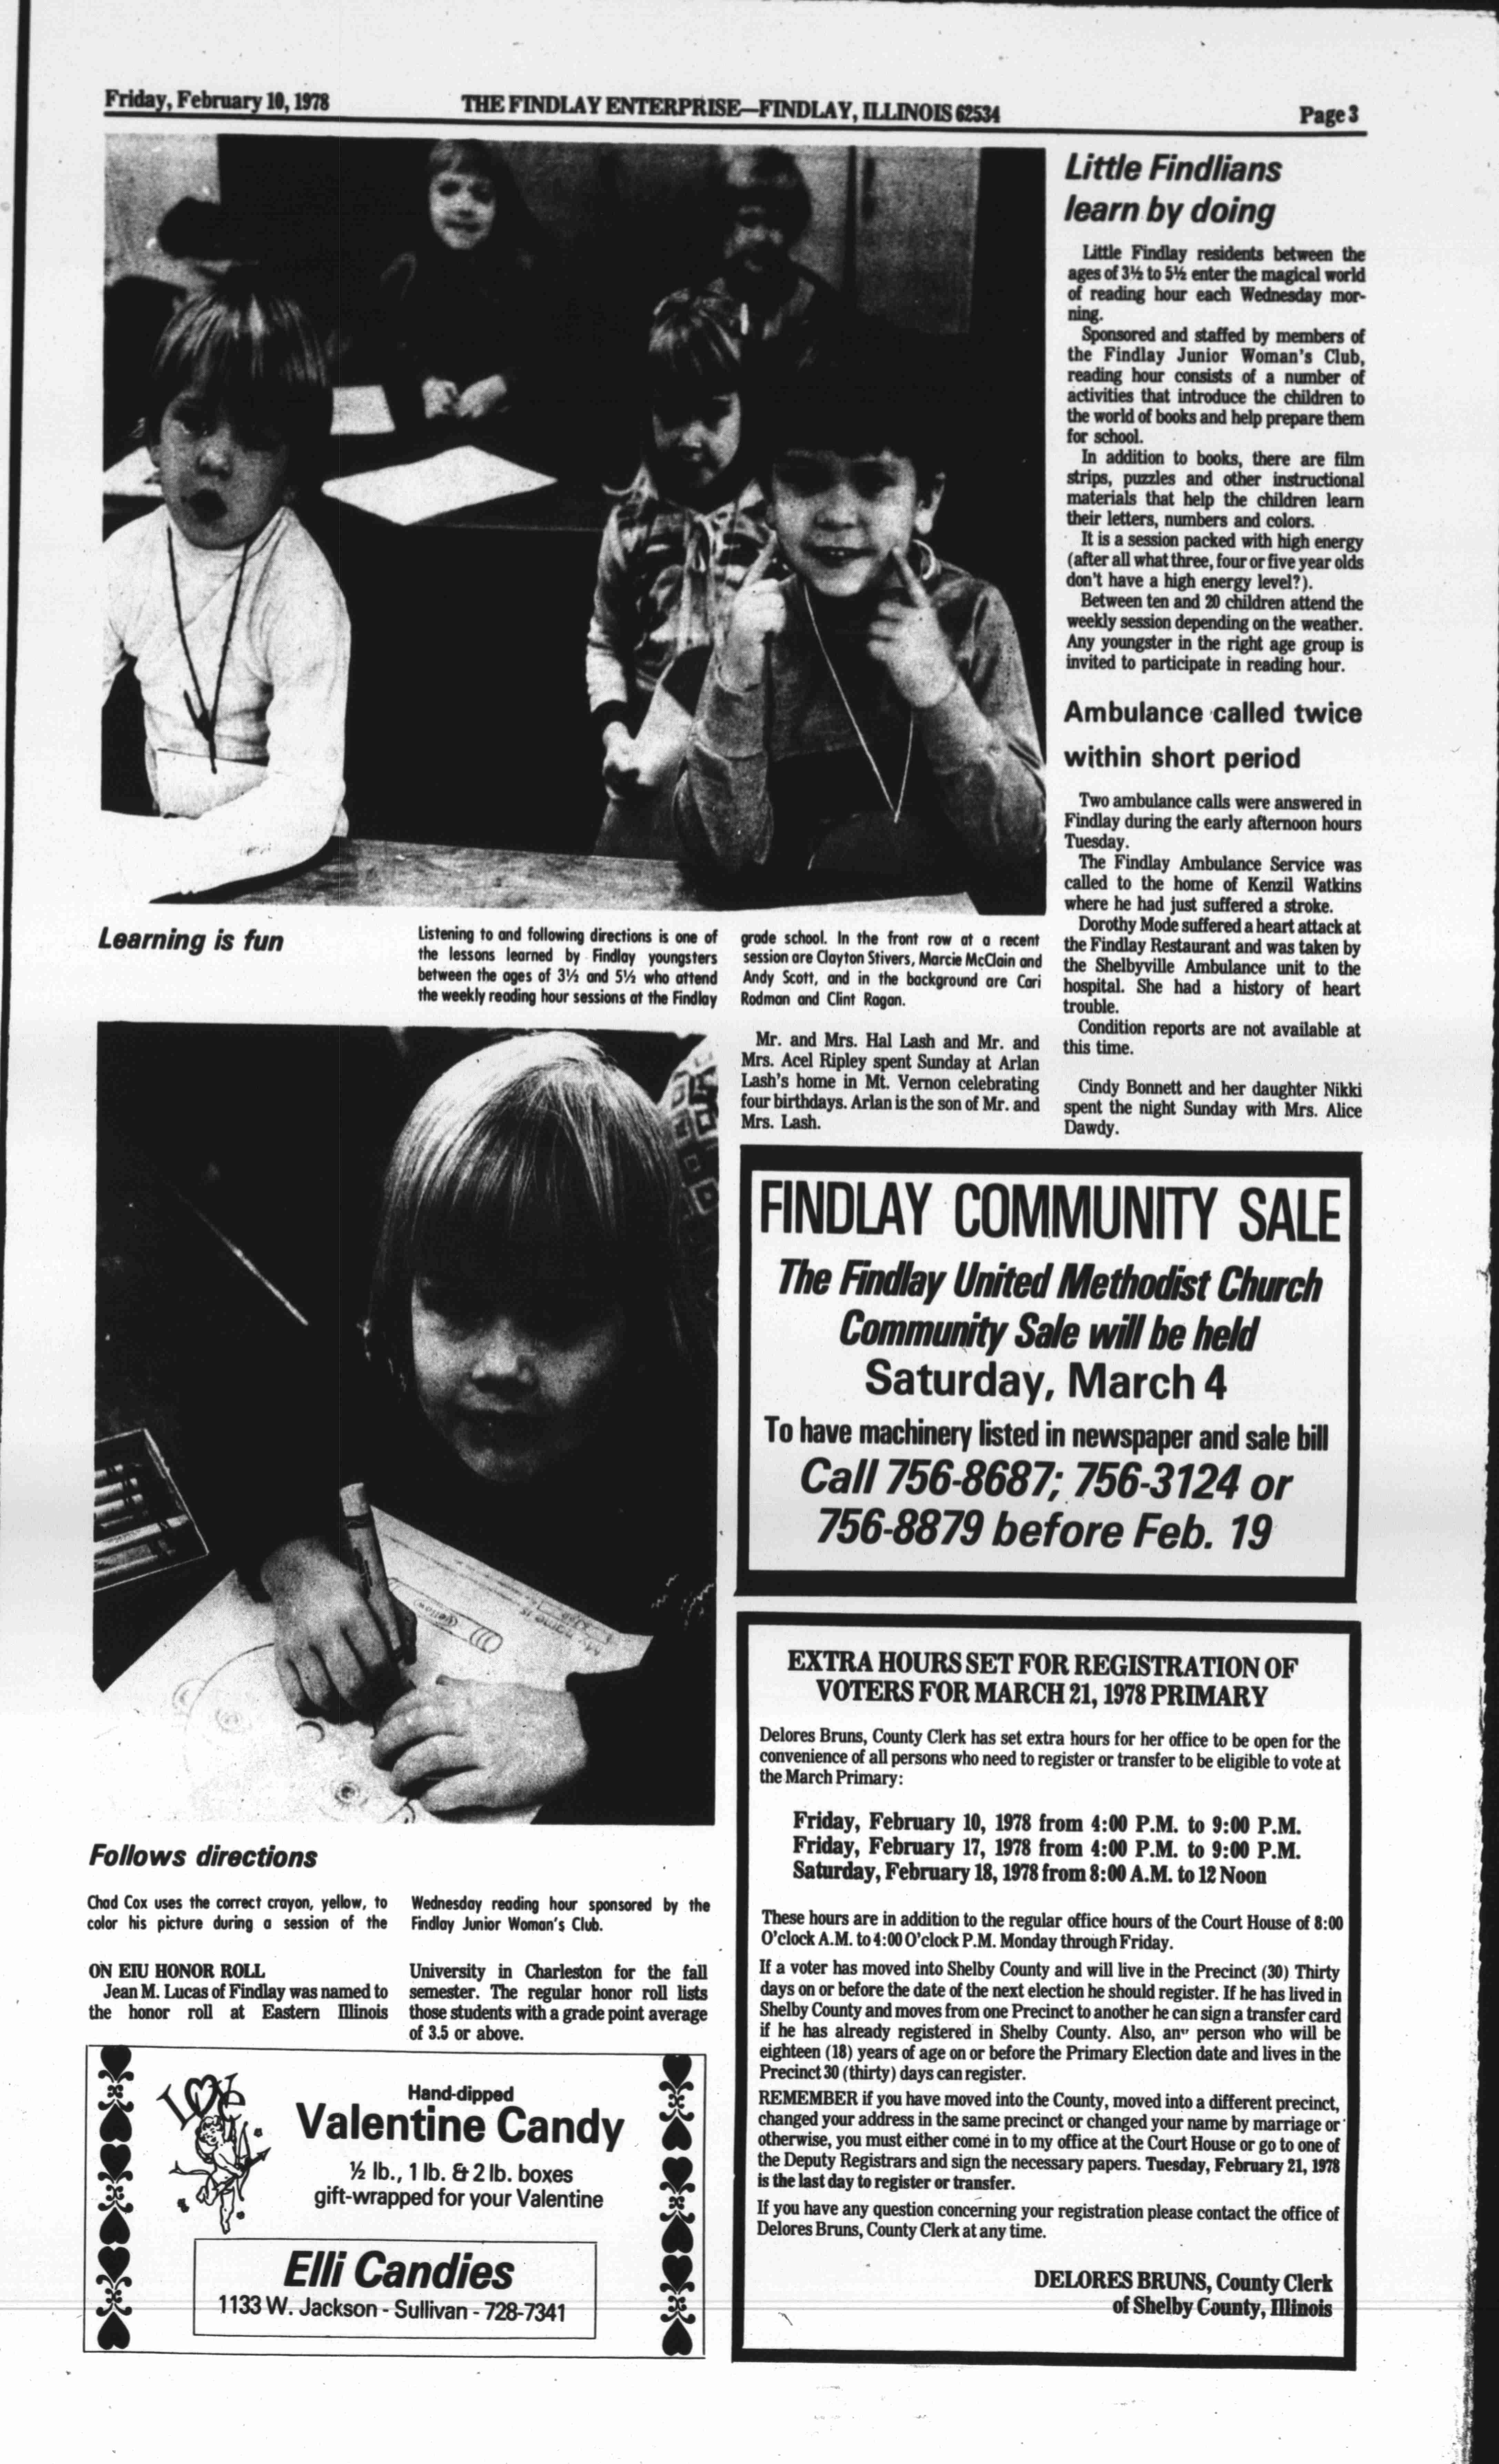 Friday, February 10, 1978
THE FINDLAY ENTERPRISE—FINDLAY, ILLINOIS 62534
Page 3
Little Findlians
learn by doing
Little Findlay residents between the
ages of 3½ to 5½ enter the magical world
of reading hour each Wednesday mor-
ning.
Sponsored and staffed by members of
the Findlay Junior Woman's Club,
reading hour consists of a number of
activities that introduce the children to
the world of books and help prepare them
for school.
In addition to books, there are film
strips, puzzles and other instructional
materials that help the children learn
their letters, numbers and colors.
It is a session packed with high energy
(after all what three, four or five year olds
don't have a high energy level?).
Between ten and 20 children attend the
weekly session depending on the weather.
Any youngster in the right age group is
invited to participate in reading hour.
Ambulance called twice
within short period
Two ambulance calls were answered in
Findlay during the early afternoon hours
Tuesday.
The Findlay Ambulance Service was
called to the home of Kenzil Watkins
where he had just suffered a stroke.
Dorothy Mode suffered a heart attack at
the Findlay Restaurant and was taken by
the Shelbyville Ambulance unit to the
hospital. She had a history of heart
trouble.
Condition reports are not available at
this time.
Cindy Bonnett and her daughter Nikki
spent the night Sunday with Mrs. Alice
Dawdy.
Learning is fun
Listening to and following directions is one of
the lessons learned by Findlay youngsters
between the ages of 3½ and 5½ who attend
the weekly reading hour sessions at the Findlay
grade school. In the front row at a recent
session are Clayton Stivers, Marcie McClain and
Andy Scott, and in the background are Cari
Rodman and Clint Ragan.
Mr. and Mrs. Hal Lash and Mr. and
Mrs. Acel Ripley spent Sunday at Arlan
Lash's home in Mt. Vernon celebrating
four birthdays. Arlan is the son of Mr. and
Mrs. Lash.
yellow
My name is
Follows directions
Chad Cox uses the correct crayon, yellow, to
color his picture during a session of the
Wednesday reading hour sponsored by the
Findlay Junior Woman's Club.
ON EIU HONOR ROLL
Jean M. Lucas of Findlay was named to
the honor roll at Eastern Illinois
University in Charleston for the fall
semester. The regular honor roll lists
those students with a grade point average
of 3.5 or above.
LOVE
Hand-dipped
Valentine Candy
½ lb., 1 lb. & 2 lb. boxes
gift-wrapped for your Valentine
Elli Candies
1133 W. Jackson - Sullivan - 728-7341
FINDLAY COMMUNITY SALE
The Findlay United Methodist Church
Community Sale will be held
Saturday, March 4
To have machinery listed in newspaper and sale bill
Call 756-8687; 756-3124 or
756-8879 before Feb. 19
EXTRA HOURS SET FOR REGISTRATION OF
VOTERS FOR MARCH 21, 1978 PRIMARY
Delores Bruns, County Clerk has set extra hours for her office to be open for the
convenience of all persons who need to register or transfer to be eligible to vote at
the March Primary:
Friday, February 10, 1978 from 4:00 P.M. to 9:00 P.M.
Friday, February 17, 1978 from 4:00 P.M. to 9:00 P.M.
Saturday, February 18, 1978 from 8:00 A.M. to 12 Noon
These hours are in addition to the regular office hours of the Court House of 8:00
O'clock A.M. to 4:00 O'clock P.M. Monday through Friday.
If a voter has moved into Shelby County and will live in the Precinct (30) Thirty
days on or before the date of the next election he should register. If he has lived in
Shelby County and moves from one Precinct to another he can sign a transfer card
if he has already registered in Shelby County. Also, any person who will be
eighteen (18) years of age on or before the Primary Election date and lives in the
Precinct 30 (thirty) days can register.
REMEMBER if you have moved into the County, moved into a different precinct,
changed your address in the same precinct or changed your name by marriage or
otherwise, you must either come in to my office at the Court House or go to one of
the Deputy Registrars and sign the necessary papers. Tuesday, February 21, 1978
is the last day to register or transfer.
If you have any question concerning your registration please contact the office of
Delores Bruns, County Clerk at any time.
DELORES BRUNS, County Clerk
of Shelby County, Illinois